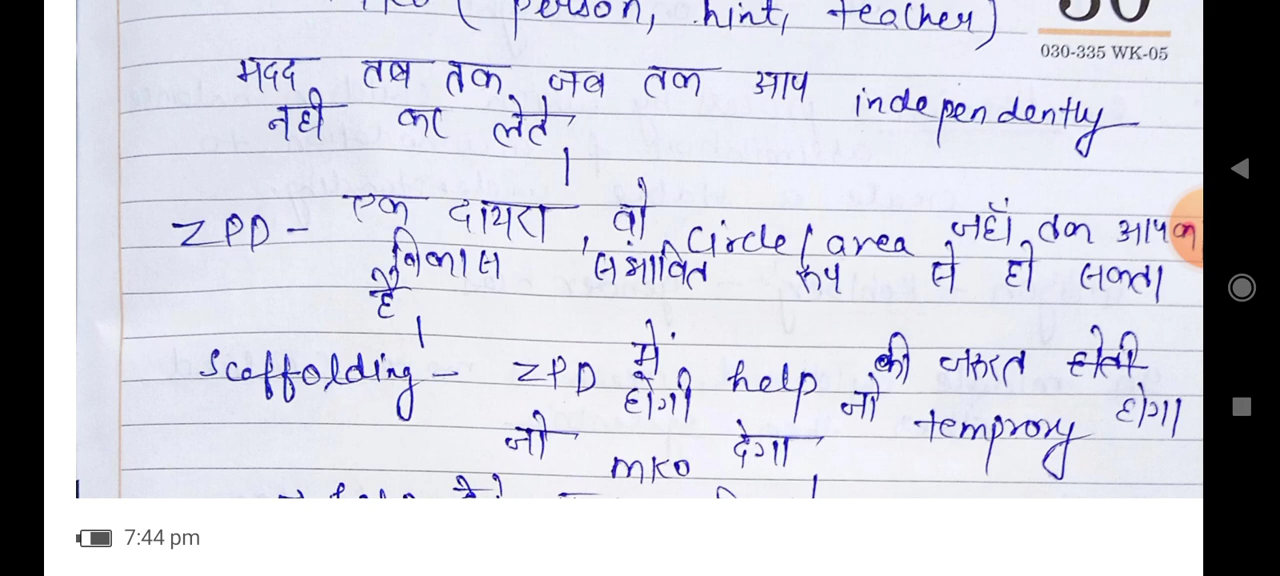 ( person, hint, teacher)
030-335 WK-05
मदद तब तक जब तक आप independently
नही कर लेते।
ZPD - एक दायरा, वो circle/area जहाँ तक आपक
विकास संभावित रूप से हो सकता
है।
scaffolding - ZPD में help की जरुरत होती
होगी जो temprory होगा
जो MKO देगा।
7:44 pm